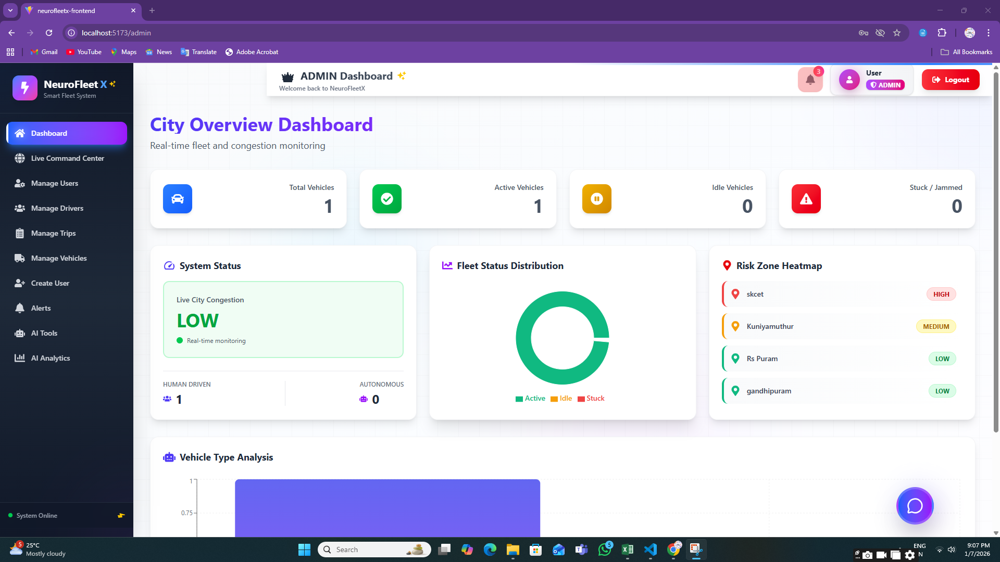 neurofleetx-frontend
localhost:5173/admin
Gmail
YouTube
Maps
News
Translate
Adobe Acrobat
All Bookmarks
NeuroFleet X
Smart Fleet System
Dashboard
Live Command Center
Manage Users
Manage Drivers
Manage Trips
Manage Vehicles
Create User
Alerts
AI Tools
AI Analytics
System Online
ADMIN Dashboard
Welcome back to NeuroFleetX
3
User
ADMIN
Logout
City Overview Dashboard
Real-time fleet and congestion monitoring
Total Vehicles
1
Active Vehicles
1
Idle Vehicles
0
Stuck / Jammed
0
System Status
Live City Congestion
LOW
Real-time monitoring
HUMAN DRIVEN
1
AUTONOMOUS
0
Fleet Status Distribution
Active
Idle
Stuck
Risk Zone Heatmap
skcet
HIGH
Kuniyamuthur
MEDIUM
Rs Puram
LOW
gandhipuram
LOW
Vehicle Type Analysis
1
0.75
5
25°C
Mostly cloudy
Search
5
ENG
N
9:07 PM
1/7/2026